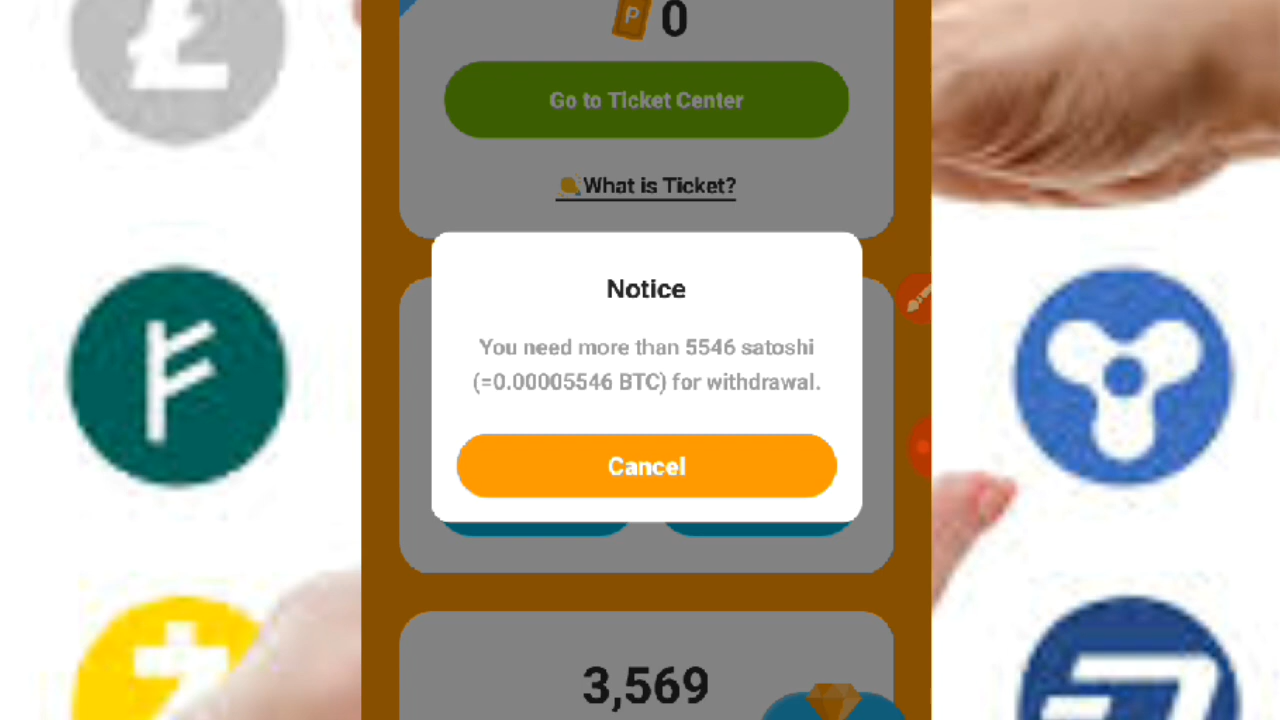 P 0
Go to Ticket Center
What is Ticket?
Notice
You need more than 5546 satoshi
(=0.00005546 BTC) for withdrawal.
Cancel
3,569